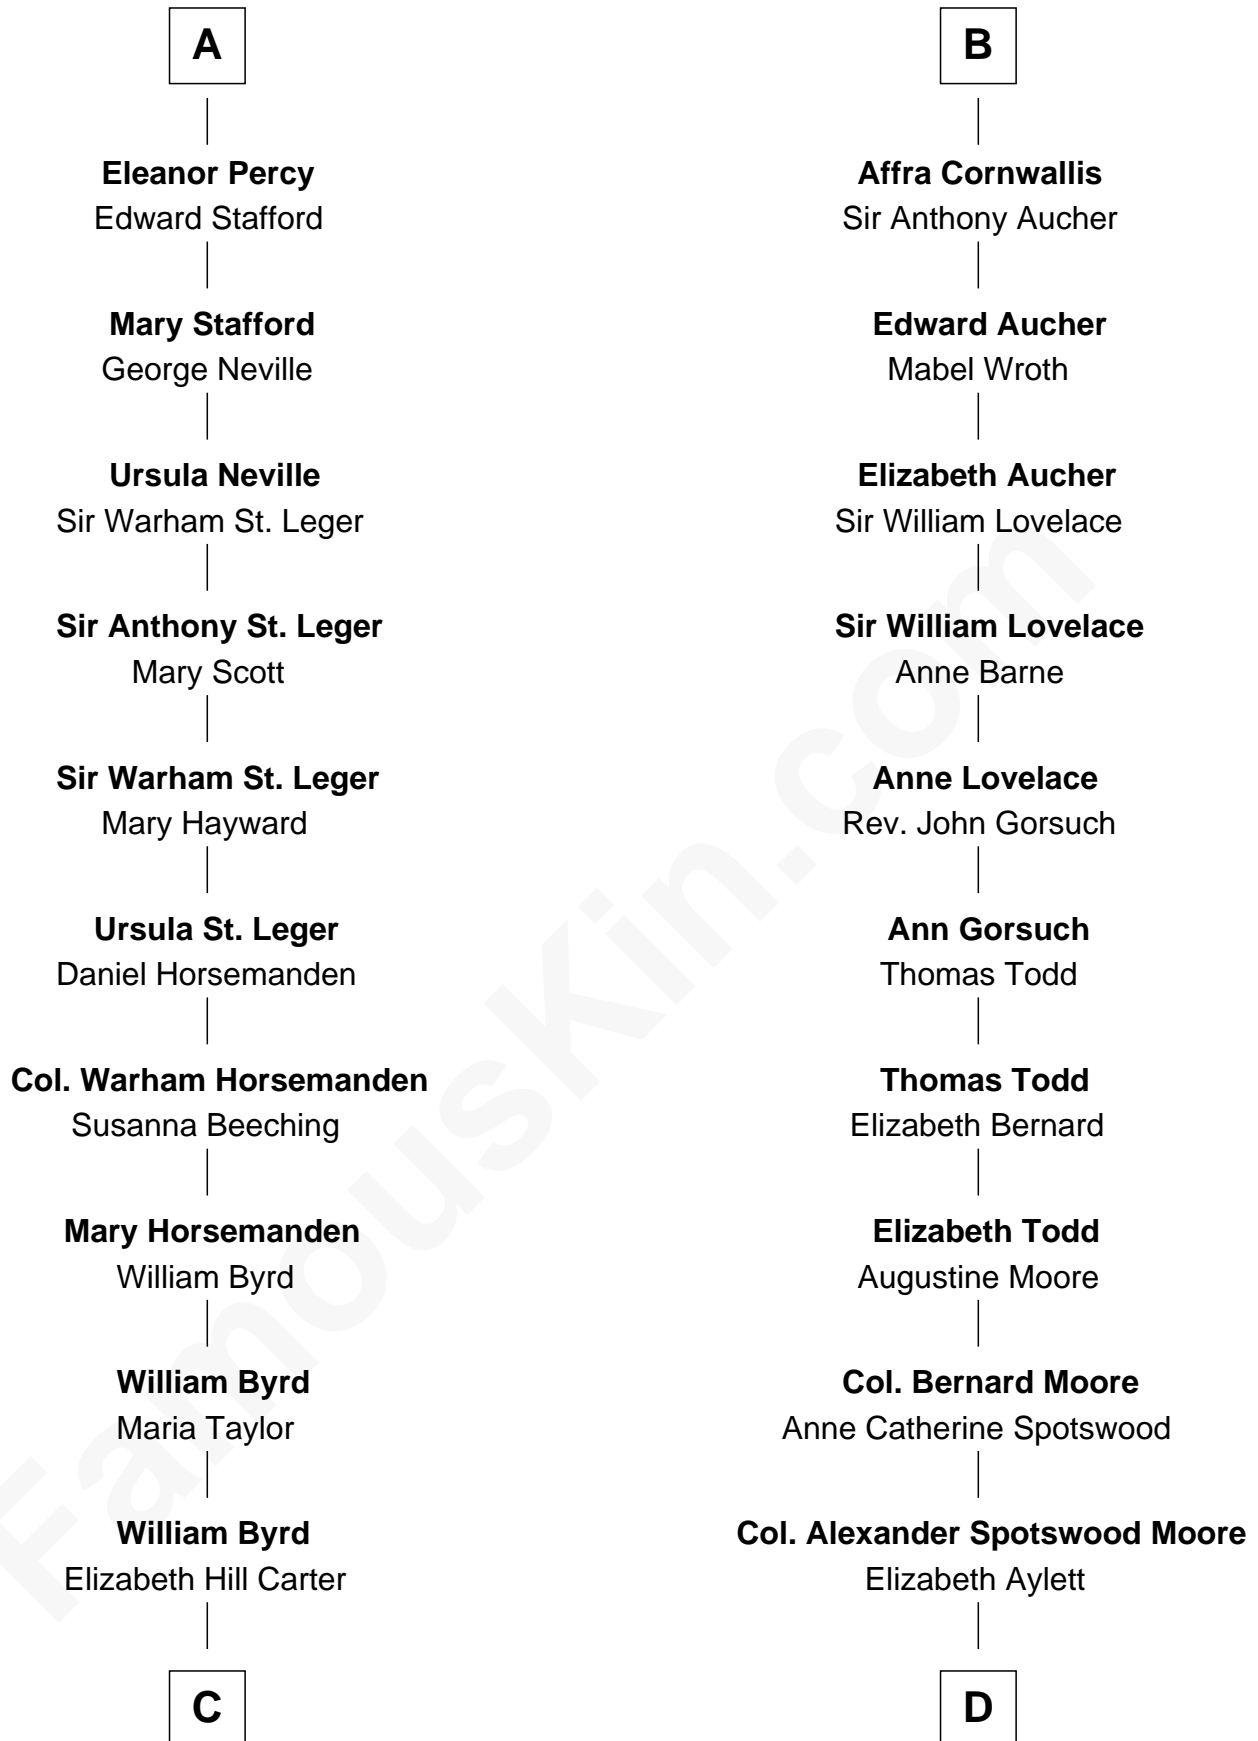 A
Eleanor Percy
Edward Stafford
Mary Stafford
George Neville
Ursula Neville
Sir Warham St. Leger
Sir Anthony St. Leger
Mary Scott
Sir Warham St. Leger
Mary Hayward
Ursula St. Leger
Daniel Horsemanden
Col. Warham Horsemanden
Susanna Beeching
Mary Horsemanden
William Byrd
William Byrd
Maria Taylor
William Byrd
Elizabeth Hill Carter
C
B
Affra Cornwallis
Sir Anthony Aucher
Edward Aucher
Mabel Wroth
Elizabeth Aucher
Sir William Lovelace
Sir William Lovelace
Anne Barne
Anne Lovelace
Rev. John Gorsuch
Ann Gorsuch
Thomas Todd
Thomas Todd
Elizabeth Bernard
Elizabeth Todd
Augustine Moore
Col. Bernard Moore
Anne Catherine Spotswood
Col. Alexander Spotswood Moore
Elizabeth Aylett
D
FamousKin.com